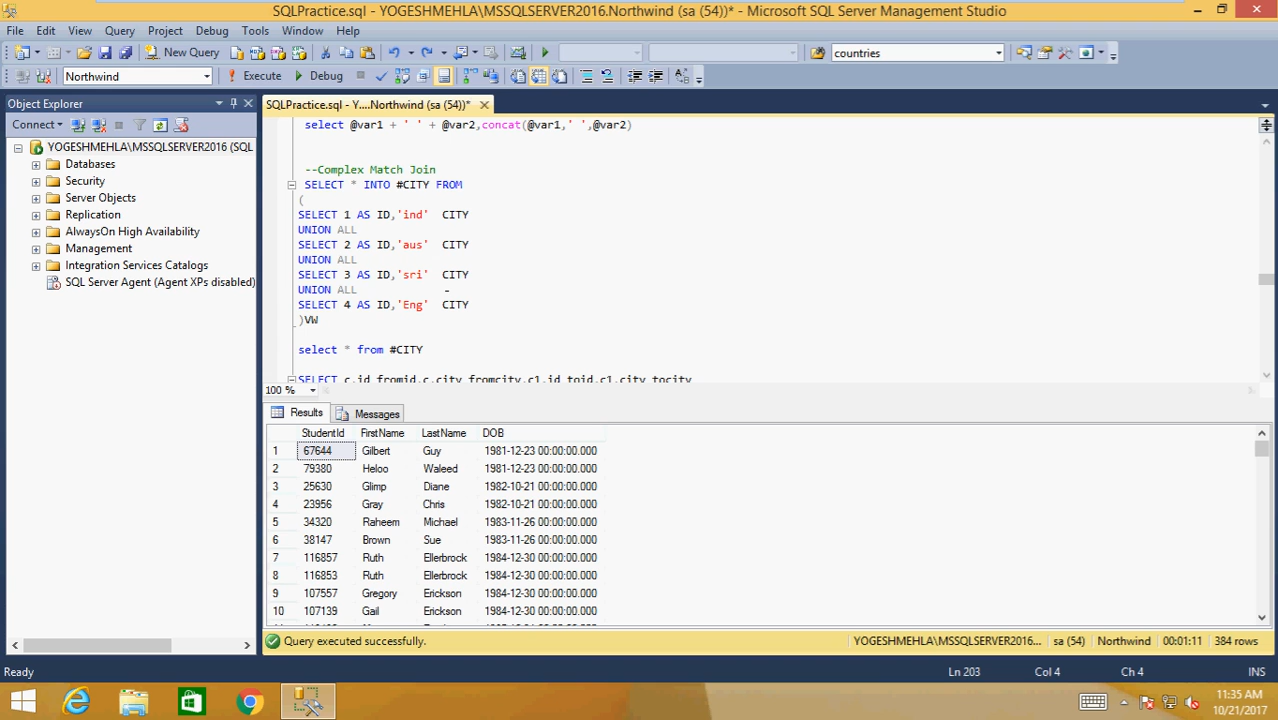 SQLPractice.sql - YOGESHMEHLA\MSSQLSERVER2016.Northwind (sa (54))* - Microsoft SQL Server Management Studio
File Edit View Query Project Debug Tools Window Help
New Query countries
Northwind Execute Debug
Object Explorer
Connect
YOGESHMEHLA\MSSQLSERVER2016 (SQL
Databases
Security
Server Objects
Replication
AlwaysOn High Availability
Management
Integration Services Catalogs
SQL Server Agent (Agent XPs disabled)
SQLPractice.sql - Y....Northwind (sa (54))*
select @var1 + ' ' + @var2,concat(@var1,' ',@var2)
--Complex Match Join
SELECT * INTO #CITY FROM
(
SELECT 1 AS ID,'ind' CITY
UNION ALL
SELECT 2 AS ID,'aus' CITY
UNION ALL
SELECT 3 AS ID,'sri' CITY
UNION ALL
SELECT 4 AS ID,'Eng' CITY
)VW
select * from #CITY
SELECT c.id fromid,c.city fromcity,c1.id toid,c1.city tocity
100 %
Results Messages
StudentId FirstName LastName DOB
1 67644 Gilbert Guy 1981-12-23 00:00:00.000
2 79380 Heloo Waleed 1981-12-23 00:00:00.000
3 25630 Glimp Diane 1982-10-21 00:00:00.000
4 23956 Gray Chris 1982-10-21 00:00:00.000
5 34320 Raheem Michael 1983-11-26 00:00:00.000
6 38147 Brown Sue 1983-11-26 00:00:00.000
7 116857 Ruth Ellerbrock 1984-12-30 00:00:00.000
8 116853 Ruth Ellerbrock 1984-12-30 00:00:00.000
9 107557 Gregory Erickson 1984-12-30 00:00:00.000
10 107139 Gail Erickson 1984-12-30 00:00:00.000
Query executed successfully. YOGESHMEHLA\MSSQLSERVER2016... sa (54) Northwind 00:01:11 384 rows
Ready Ln 203 Col 4 Ch 4 INS
11:35 AM
10/21/2017